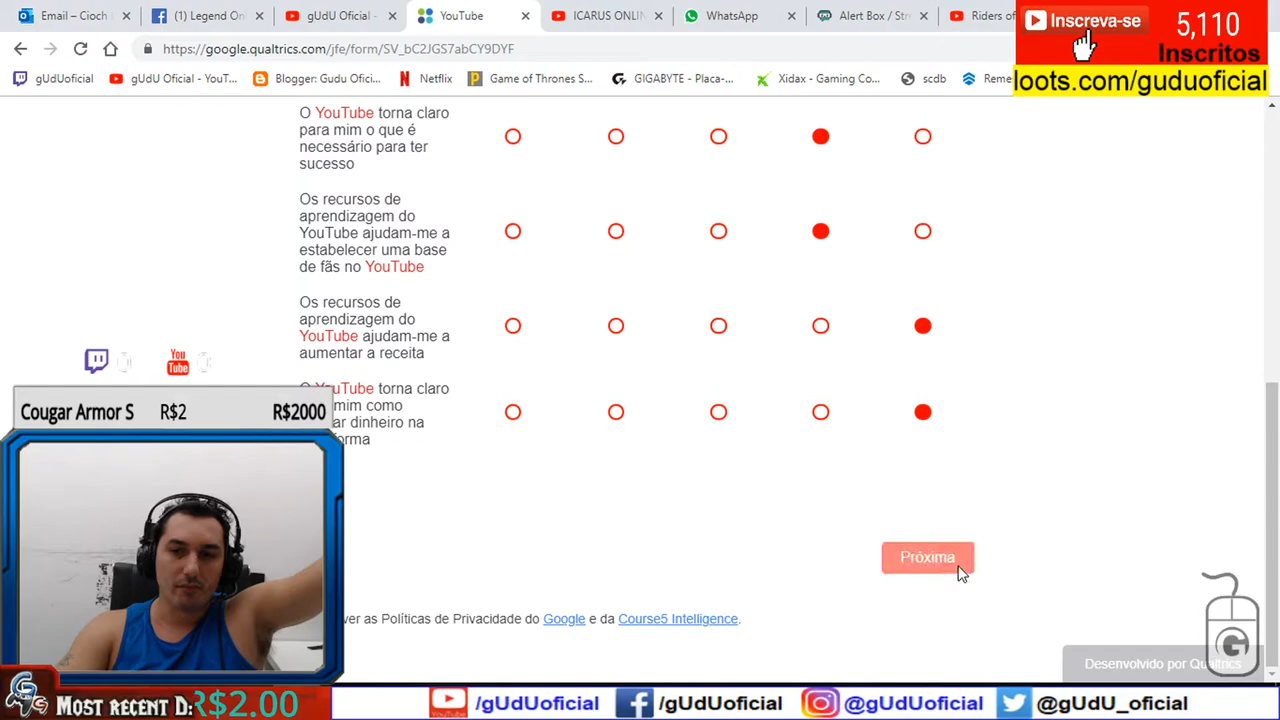 Email – Cioch
(1) Legend On
gUdU Oficial -
YouTube
ICARUS ONLIN
WhatsApp
Alert Box / Str
Riders of
Inscreva-se
5,110
Inscritos
loots.com/guduoficial
https://google.qualtrics.com/jfe/form/SV_bC2JGS7abCY9DYF
gUdUoficial
gUdU Oficial - YouT...
Blogger: Gudu Ofici...
Netflix
Game of Thrones S...
GIGABYTE - Placa-...
Xidax - Gaming Co...
scdb
Reme
O YouTube torna claro
para mim o que é
necessário para ter
sucesso
Os recursos de
aprendizagem do
YouTube ajudam-me a
estabelecer uma base
de fãs no YouTube
Os recursos de
aprendizagem do
YouTube ajudam-me a
aumentar a receita
O YouTube torna claro
mim como
ar dinheiro na
forma
You
Tube
Cougar Armor S R$2 R$2000
Próxima
ver as Políticas de Privacidade do Google e da Course5 Intelligence.
Desenvolvido por Qualtrics
G
Most recent D: R$2.00
YouTube
/gUdUoficial
/gUdUoficial
@gUdUoficial
@gUdU_oficial